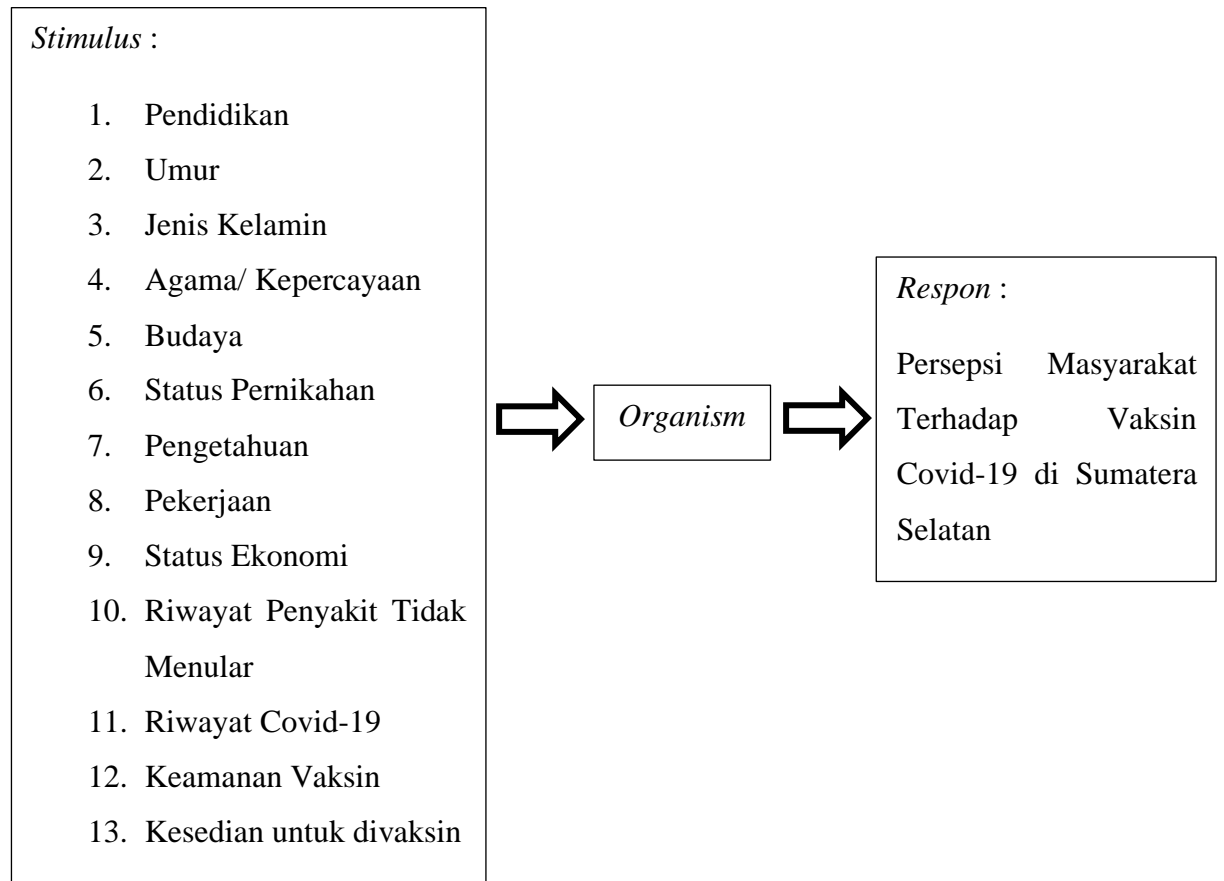 Stimulus :
1. Pendidikan
2. Umur
3. Jenis Kelamin
4. Agama/ Kepercayaan
5. Budaya
6. Status Pernikahan
7. Pengetahuan
8. Pekerjaan
9. Status Ekonomi
10. Riwayat Penyakit Tidak
Menular
11. Riwayat Covid-19
12. Keamanan Vaksin
13. Kesedian untuk divaksin
Organism
Respon :
Persepsi Masyarakat
Terhadap Vaksin
Covid-19 di Sumatera
Selatan